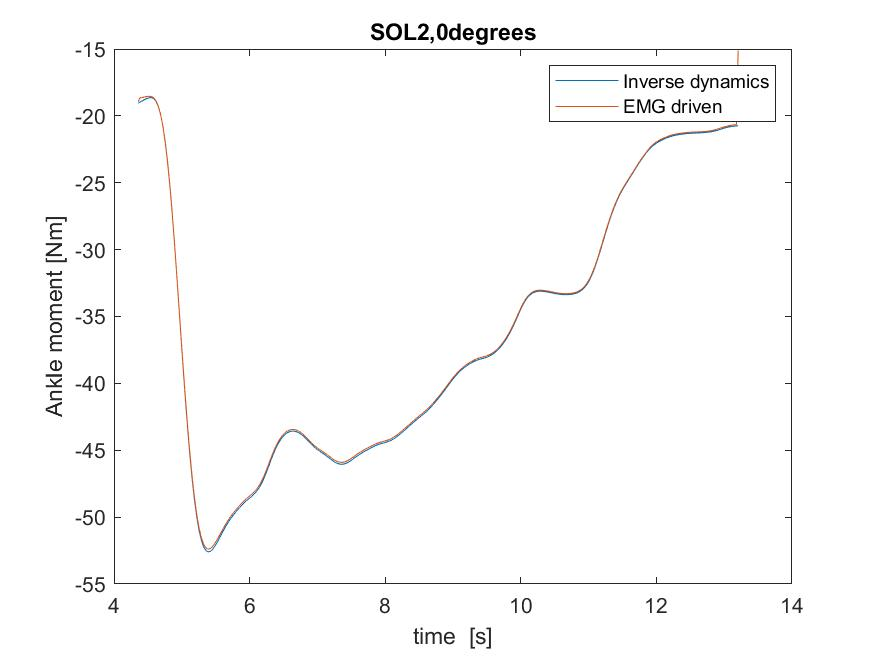 SOL2,0degrees
Inverse dynamics
EMG driven
-15
-20
-25
-30
-35
-40
-45
-50
-55
Ankle moment [Nm]
4 6 8 10 12 14
time [s]